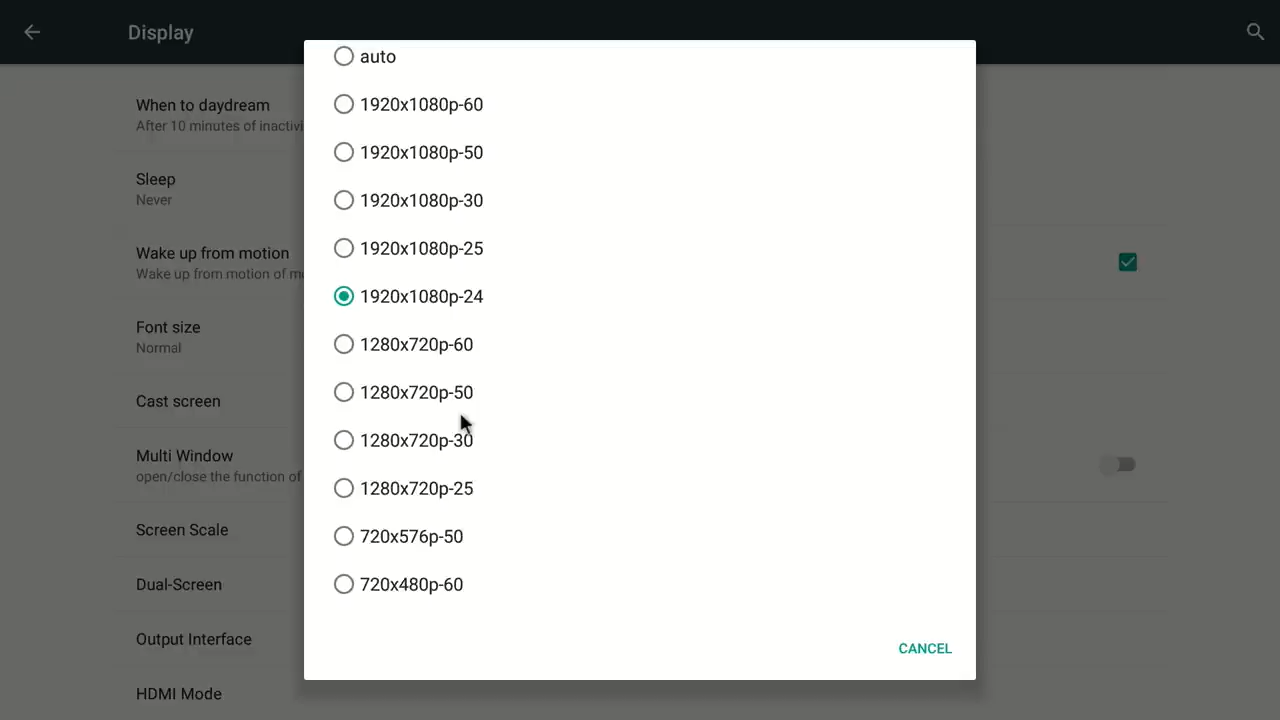 Display
auto
1920x1080p-60
When to daydream
After 10 minutes of inactivi
1920x1080p-50
Sleep
Never
1920x1080p-30
1920x1080p-25
Wake up from motion
Wake up from motion of m
1920x1080p-24
Font size
Normal
1280x720p-60
1280x720p-50
Cast screen
1280x720p-30
Multi Window
open/close the function of
1280x720p-25
Screen Scale
720x576p-50
Dual-Screen
720x480p-60
Output Interface
CANCEL
HDMI Mode